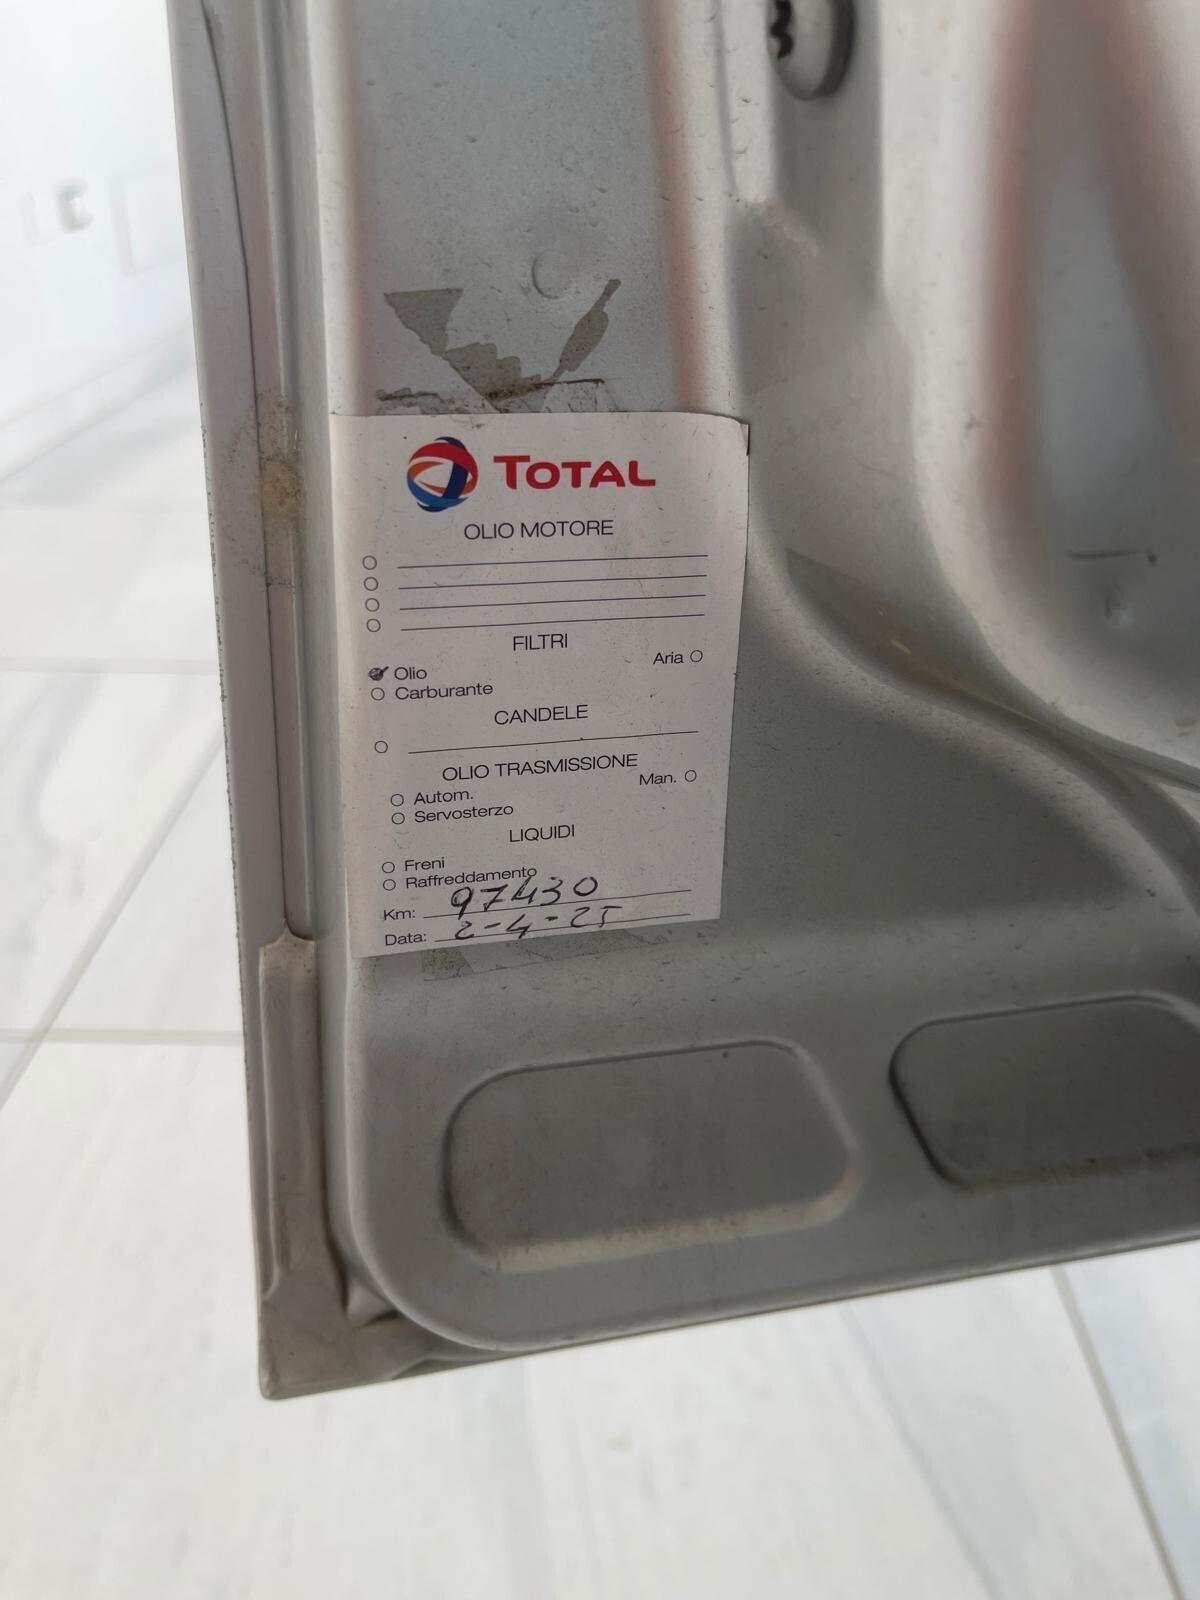 TOTAL
OLIO MOTORE
FILTRI
Olio Aria
Carburante
CANDELE
OLIO TRASMISSIONE
Autom. Man.
Servosterzo
LIQUIDI
Freni
Raffreddamento
Km: 97430
Data: 2-4-25